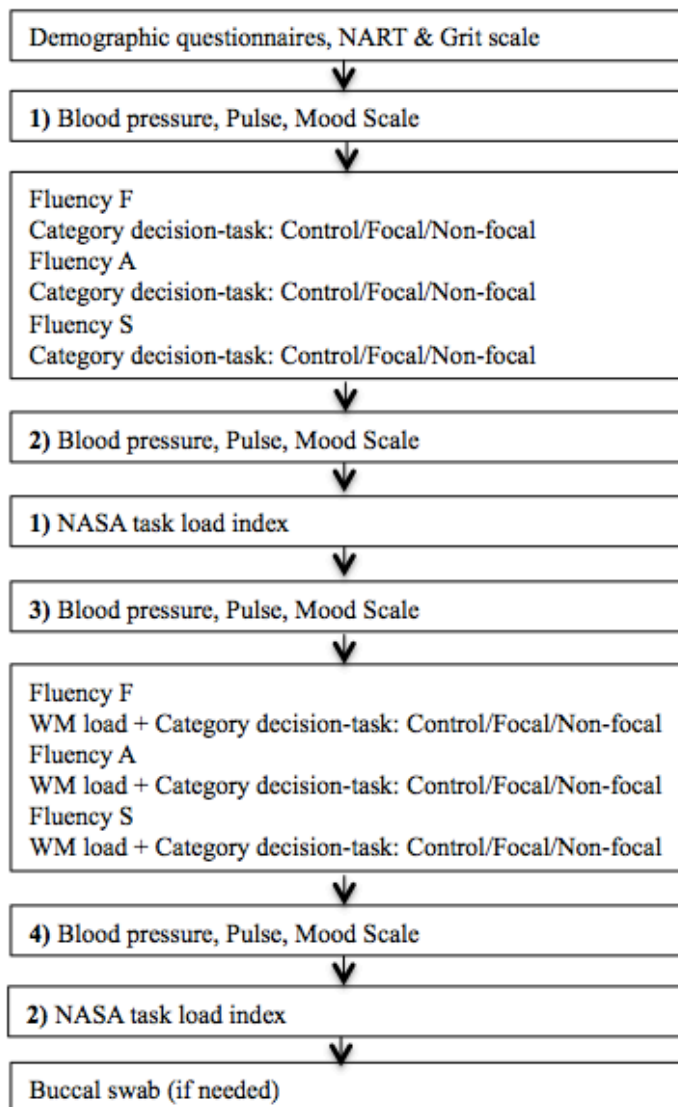 Demographic questionnaires, NART & Grit scale
1) Blood pressure, Pulse, Mood Scale
Fluency F
Category decision-task: Control/Focal/Non-focal
Fluency A
Category decision-task: Control/Focal/Non-focal
Fluency S
Category decision-task: Control/Focal/Non-focal
2) Blood pressure, Pulse, Mood Scale
1) NASA task load index
3) Blood pressure, Pulse, Mood Scale
Fluency F
WM load + Category decision-task: Control/Focal/Non-focal
Fluency A
WM load + Category decision-task: Control/Focal/Non-focal
Fluency S
WM load + Category decision-task: Control/Focal/Non-focal
4) Blood pressure, Pulse, Mood Scale
2) NASA task load index
Buccal swab (if needed)